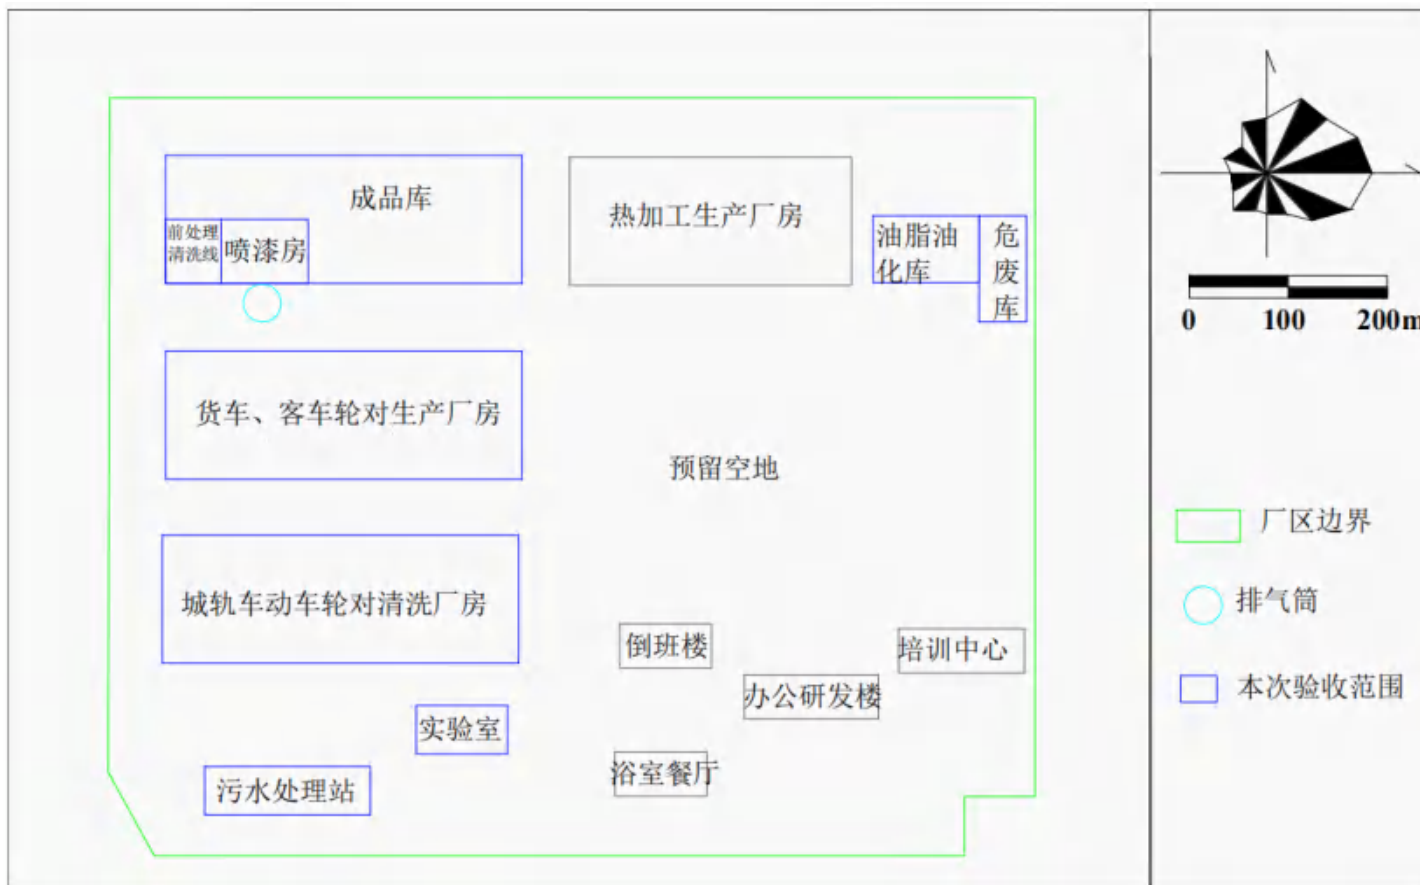 成品库
前处理
清洗线
喷漆房
热加工生产厂房
油脂油
化库
危
废
库
0 100 200m
货车、客车轮对生产厂房
预留空地
厂区边界
城轨车动车轮对清洗厂房
排气筒
倒班楼
培训中心
办公研发楼
本次验收范围
实验室
浴室餐厅
污水处理站